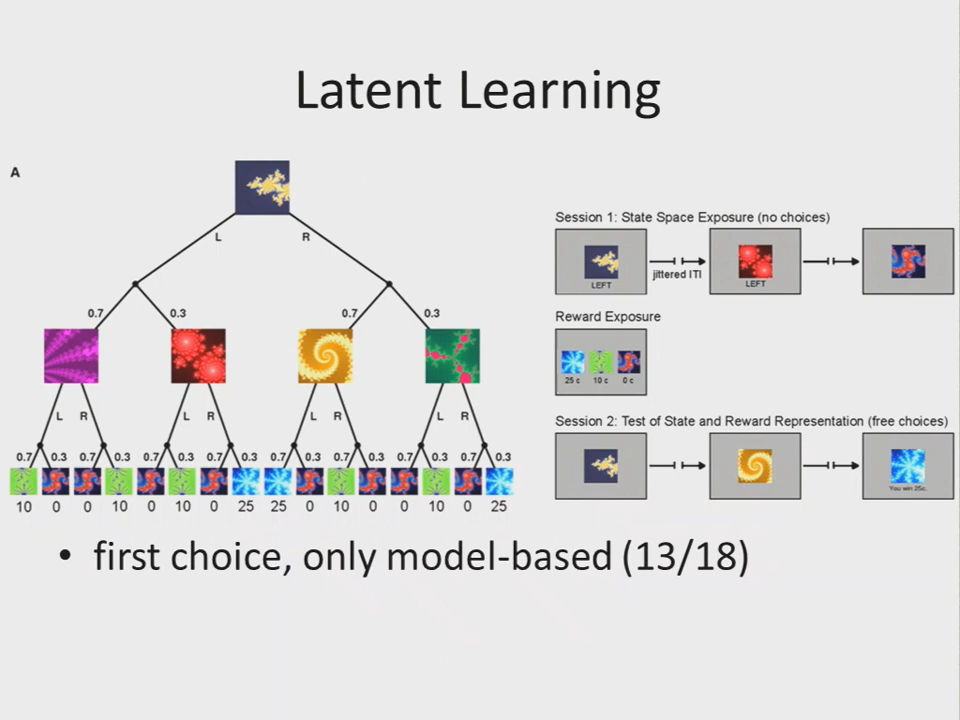 Latent Learning
A
L R
0.7 0.3 0.7 0.3
L R L R L R L R
0.7 0.3 0.7 0.3 0.7 0.3 0.7 0.3 0.7 0.3 0.7 0.3 0.7 0.3 0.7 0.3
10 0 0 10 0 10 0 25 25 0 10 0 0 10 0 25
Session 1: State Space Exposure (no choices)
LEFT jittered ITI LEFT
Reward Exposure
25 c 10 c 0 c
Session 2: Test of State and Reward Representation (free choices)
You win 25c
• first choice, only model-based (13/18)